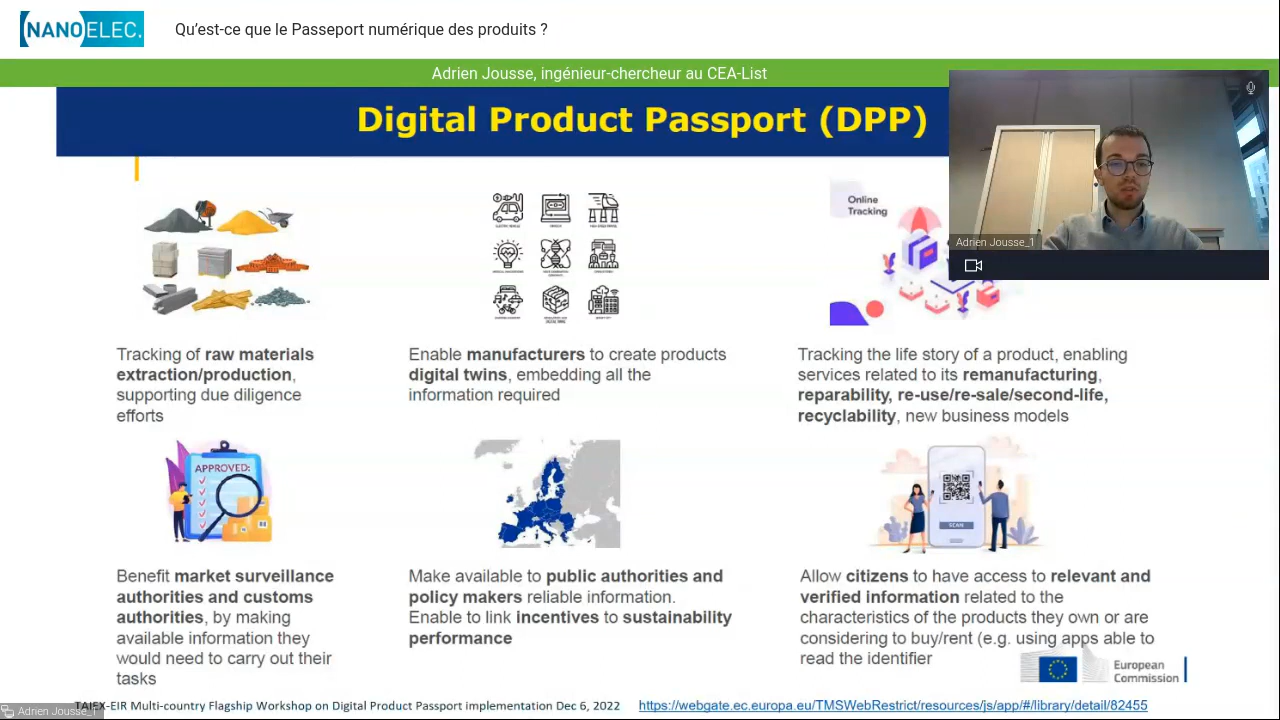 (NANOELEC.
Qu’est-ce que le Passeport numérique des produits ?
Adrien Jousse, ingénieur-chercheur au CEA-List
Digital Product Passport (DPP)
Adrien Jousse_1
Online
Tracking
Tracking of raw materials
extraction/production,
supporting due diligence
efforts
Enable manufacturers to create products
digital twins, embedding all the
information required
Tracking the life story of a product, enabling
services related to its remanufacturing,
reparability, re-use/re-sale/second-life,
recyclability, new business models
APPROVED:
SCAN
Benefit market surveillance
authorities and customs
authorities, by making
available information they
would need to carry out their
tasks
Make available to public authorities and
policy makers reliable information.
Enable to link incentives to sustainability
performance
Allow citizens to have access to relevant and
verified information related to the
characteristics of the products they own or are
considering to buy/rent (e.g. using apps able to
read the identifier
European
Commission
Adrien Jousse_1
TAIEX-EIR Multi-country Flagship Workshop on Digital Product Passport implementation Dec 6, 2022
https://webgate.ec.europa.eu/TMSWebRestrict/resources/js/app/#/library/detail/82455